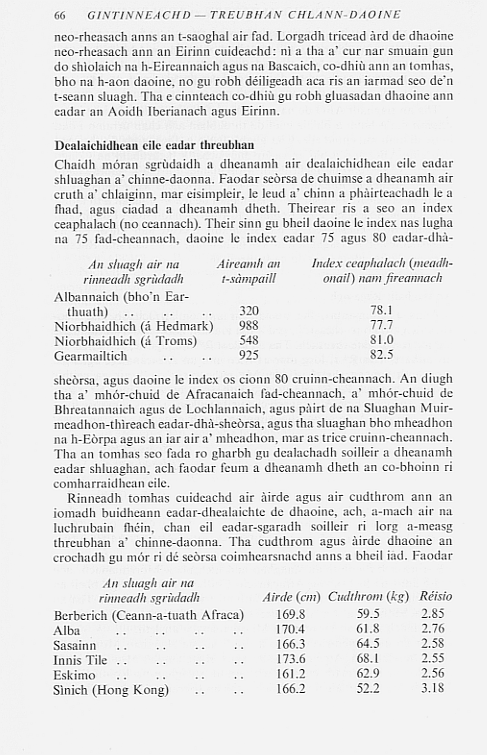 66 GINTINNEACHD — TREUBHAN CHLANN-DAOINE
neo-rheasach anns an t-saoghal air fad. Lorgadh tricead àrd de dhaoine
neo-rheasach ann an Eirinn cuideachd: nì a tha a' cur nar smuain gun
do shìolaich na h-Eireannaich agus na Bascaich, co-dhiù ann an tomhas,
bho na h-aon daoine, no gu robh déiligeadh aca ris an iarmad seo de'n
t-seann sluagh. Tha e cinnteach co-dhiù gu robh gluasadan dhaoine ann
eadar an Aoidh Iberianach agus Eirinn.
Dealaichidhean eile eadar threubhan
Chaidh móran sgrùdaidh a dheanamh air dealaichidhean eile eadar
shluaghan a' chinne-daonna. Faodar seòrsa de chuimse a dheanamh air
cruth a' chlaiginn, mar eisimpleir, le leud a' chinn a phàirteachadh le a
fhad, agus ciadad a dheanamh dheth. Theirear ris a seo an index
ceaphalach (no ceannach). Their sinn gu bheil daoine le index nas lugha
na 75 fad-cheannach, daoine le index eadar 75 agus 80 eadar-dhà-
An sluagh air na Aireamh an Index ceaphalach (meadh-
rinneadh sgrùdadh t-sàmpaill onail) nam fireannach
Albannaich (bho'n Ear-
thuath) .. .. .. 320 78.1
Niorbhaidhich (á Hedmark) 988 77.7
Niorbhaidhich (á Troms) 548 81.0
Gearmailtich .. .. 925 82.5
sheòrsa, agus daoine le index os cionn 80 cruinn-cheannach. An diugh
tha a' mhór-chuid de Afracanaich fad-cheannach, a' mhór-chuid de
Bhreatannaich agus de Lochlannaich, agus pàirt de na Sluaghan Muir-
meadhon-thìreach eadar-dhà-sheòrsa, agus tha sluaghan bho mheadhon
na h-Eòrpa agus an iar air a' mheadhon, mar as trice cruinn-cheannach.
Tha an tomhas seo fada ro gharbh gu dealachadh soilleir a dheanamh
eadar shluaghan, ach faodar feum a dheanamh dheth an co-bhoinn ri
comharraidhean eile.
Rinneadh tomhas cuideachd air àirde agus air cudthrom ann an
iomadh buidheann eadar-dhealaichte de dhaoine, ach, a-mach air na
luchrubain fhéin, chan eil eadar-sgaradh soilleir ri lorg a-measg
threubhan a' chinne-daonna. Tha cudthrom agus àirde dhaoine an
crochadh gu mór ri dé seòrsa coimhearsnachd anns a bheil iad. Faodar
An sluagh air na
rinneadh sgrùdadh Airde (cm) Cudthrom (kg) Réisio
Berberich (Ceann-a-tuath Afraca) 169.8 59.5 2.85
Alba .. .. .. .. 170.4 61.8 2.76
Sasainn .. .. .. 166.3 64.5 2.58
Innis Tile .. .. .. .. 173.6 68.1 2.55
Eskimo .. .. .. .. 161.2 62.9 2.56
Sìnich (Hong Kong) .. .. 166.2 52.2 3.18